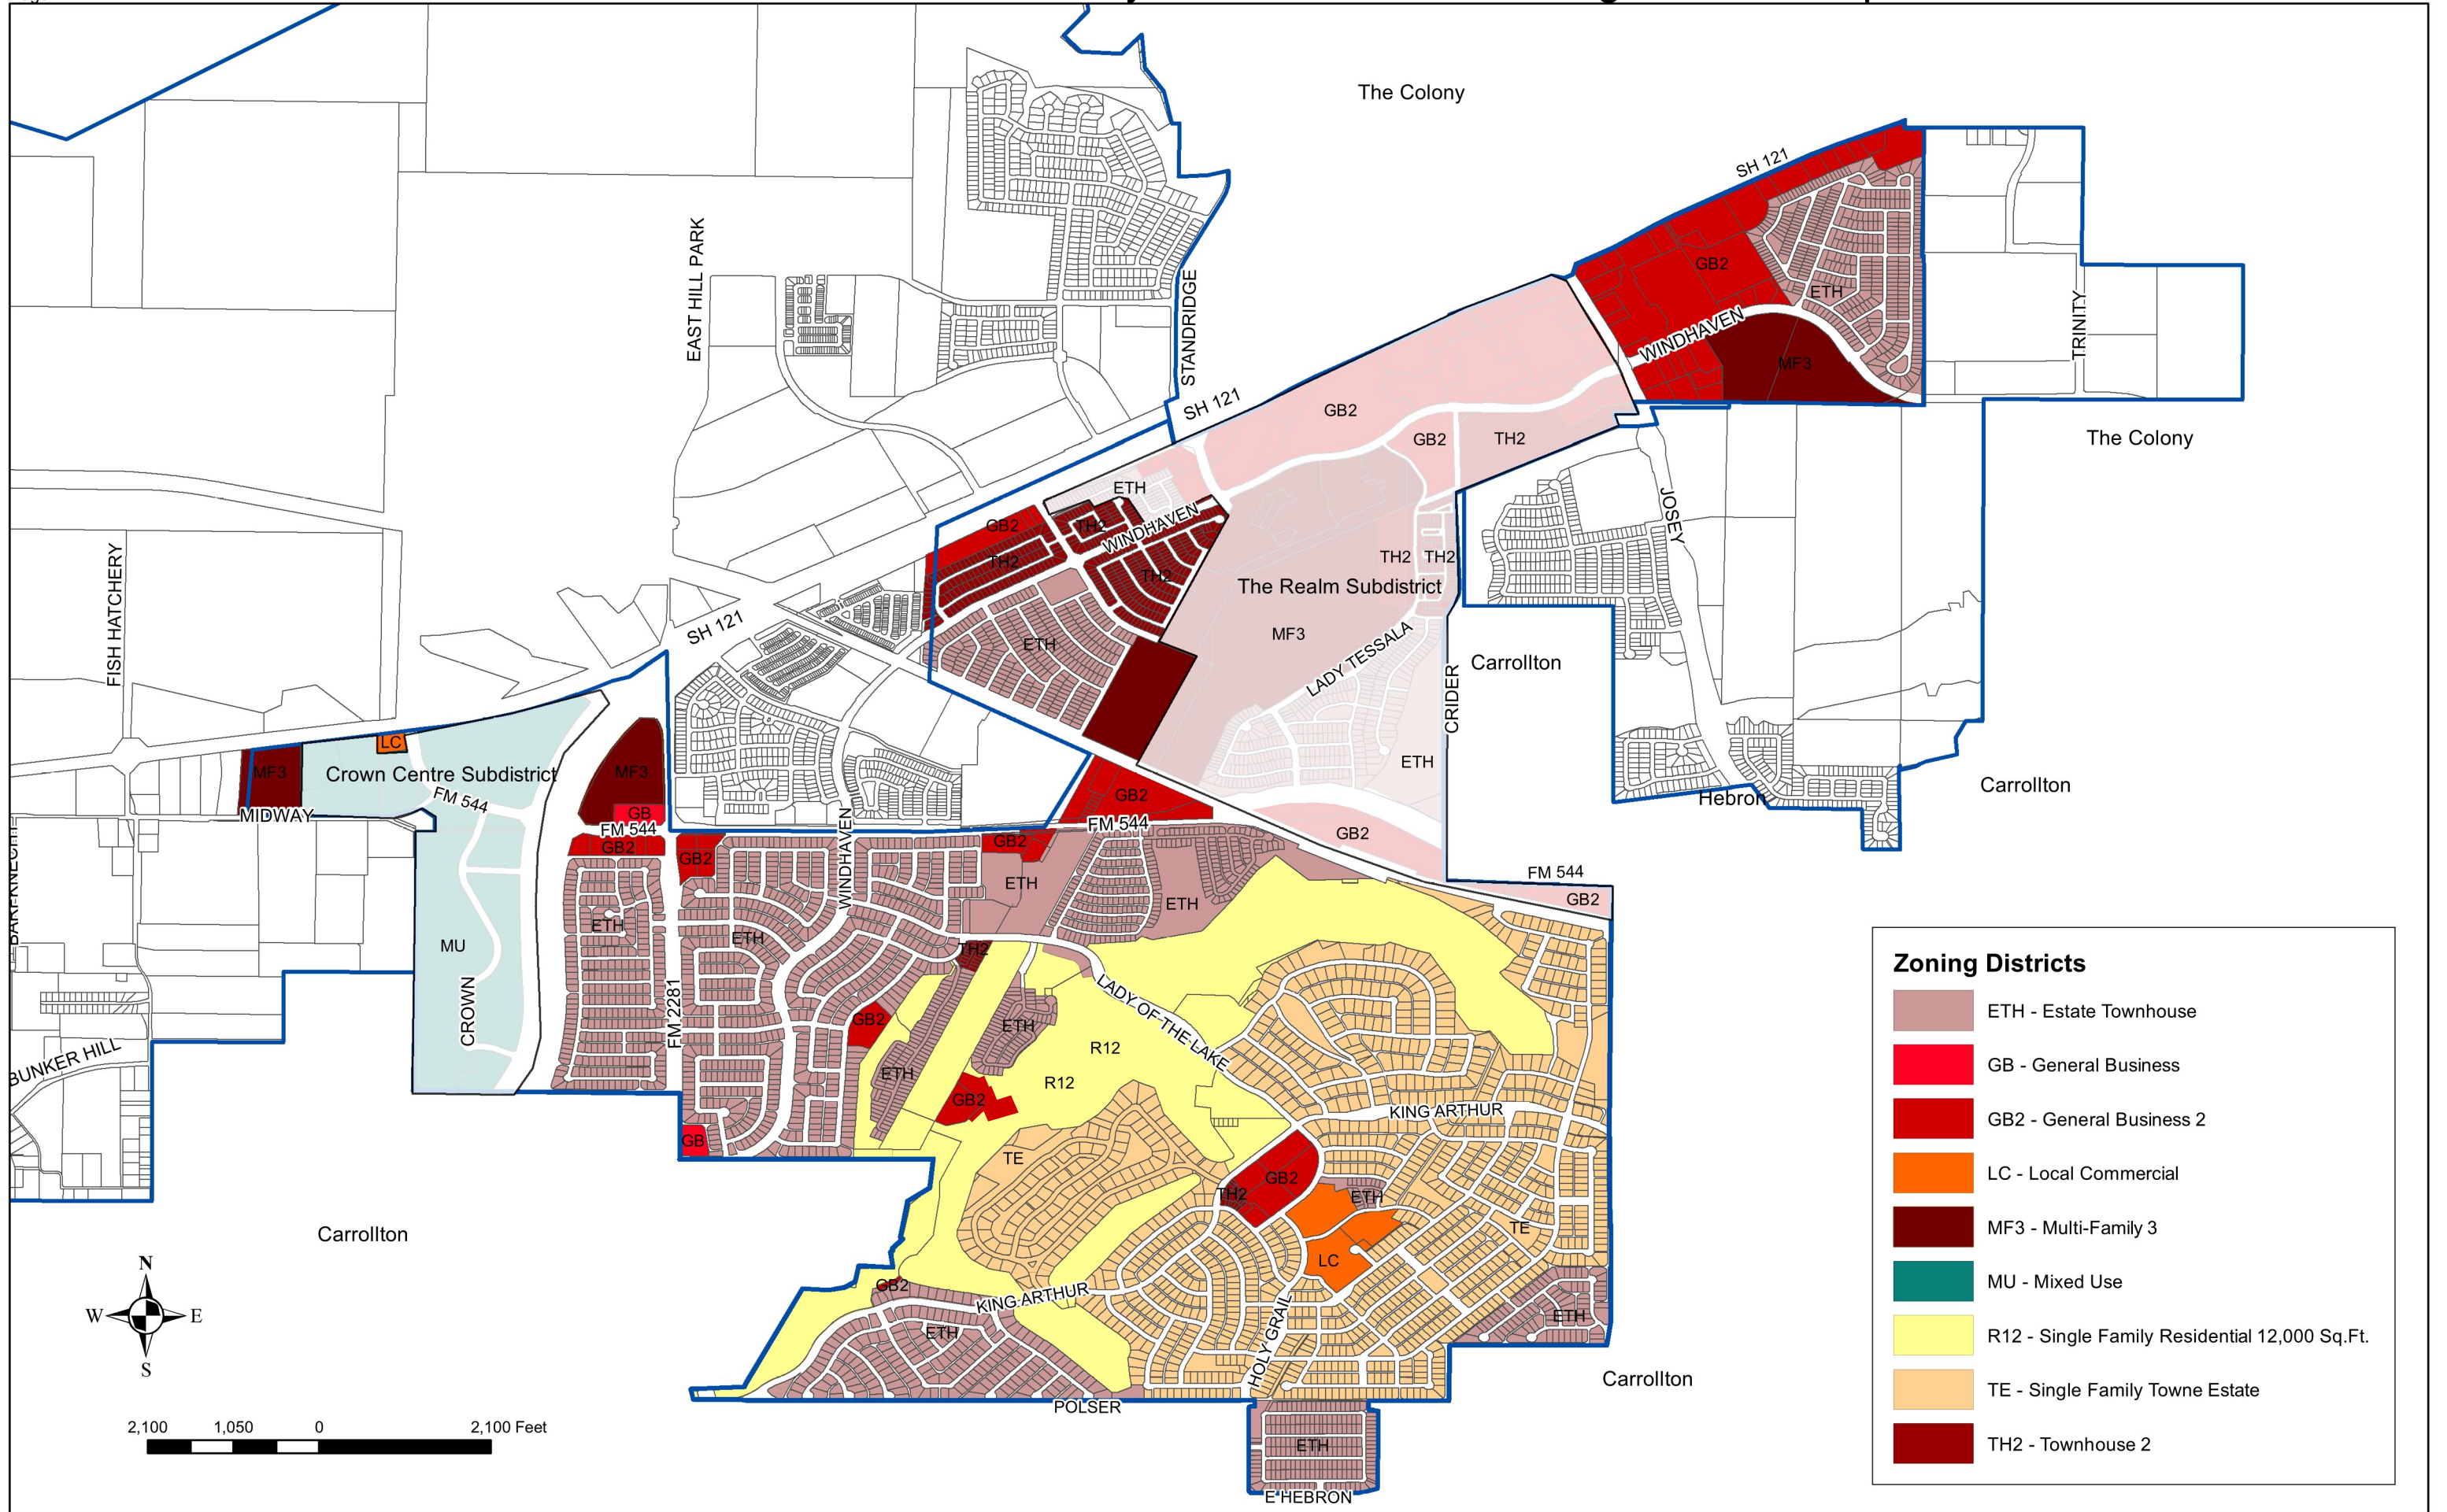 The Colony
SH 121
EAST HILL PARK
STANDRIDGE
GB2
ETH
TRINITY
WINDHAVEN
MF3
SH 121
GB2
GB2
TH2
The Colony
ETH
JOSEY
GB2
TH2
WINDHAVEN
TH2
TH2
TH2
TH2
FISH HATCHERY
The Realm Subdistrict
SH 121
MF3
ETH
LADY TESSALA
Carrollton
CRIDER
LC
MF3
Crown Centre Subdistrict
MF3
ETH
FM 544
GB2
Hebron
Carrollton
MIDWAY
GB
FM 544
FM 544
GB2
GB2
GB2
GB2
WINDHAVEN
ETH
FM 544
GB2
ETH
ETH
ETH
MU
TH2
CROWN
FM 2281
LADY OF THE LAKE
GB2
ETH
R12
BUNKER HILL
ETH
R12
GB2
KING ARTHUR
GB
TE
GB2
TH2
ETH
TE
Carrollton
LC
GB2
KING ARTHUR
ETH
HOLY GRAIL
ETH
Carrollton
POLSER
ETH
E HEBRON
N
W
E
S
2,100
1,050
0
2,100 Feet
Zoning Districts
ETH - Estate Townhouse
GB - General Business
GB2 - General Business 2
LC - Local Commercial
MF3 - Multi-Family 3
MU - Mixed Use
R12 - Single Family Residential 12,000 Sq.Ft.
TE - Single Family Towne Estate
TH2 - Townhouse 2